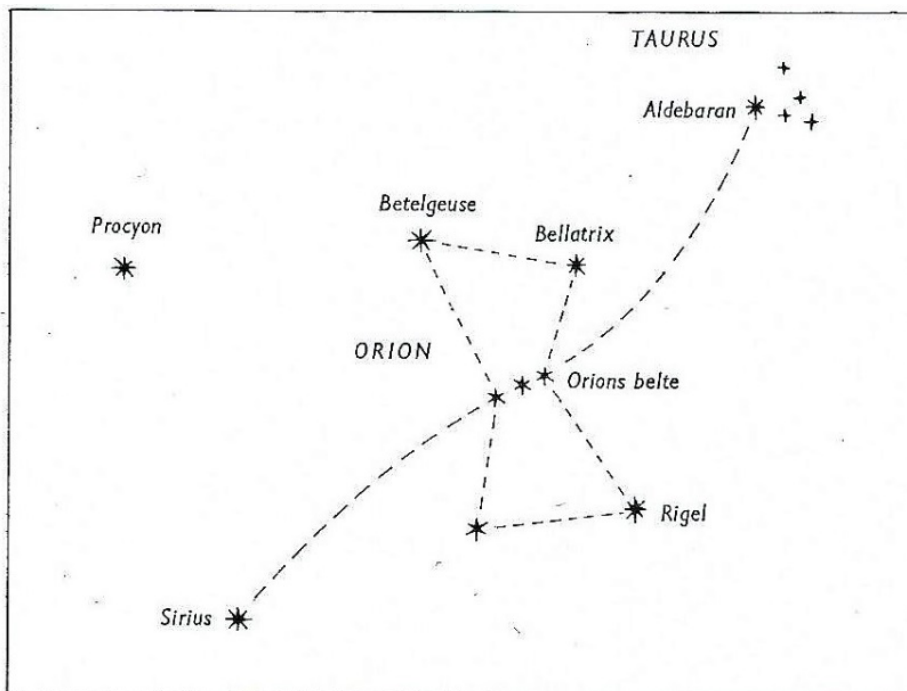 TAURUS
Aldebaran
Betelgeuse
Procyon
Bellatrix
ORION
Orions belte
Rigel
Sirius